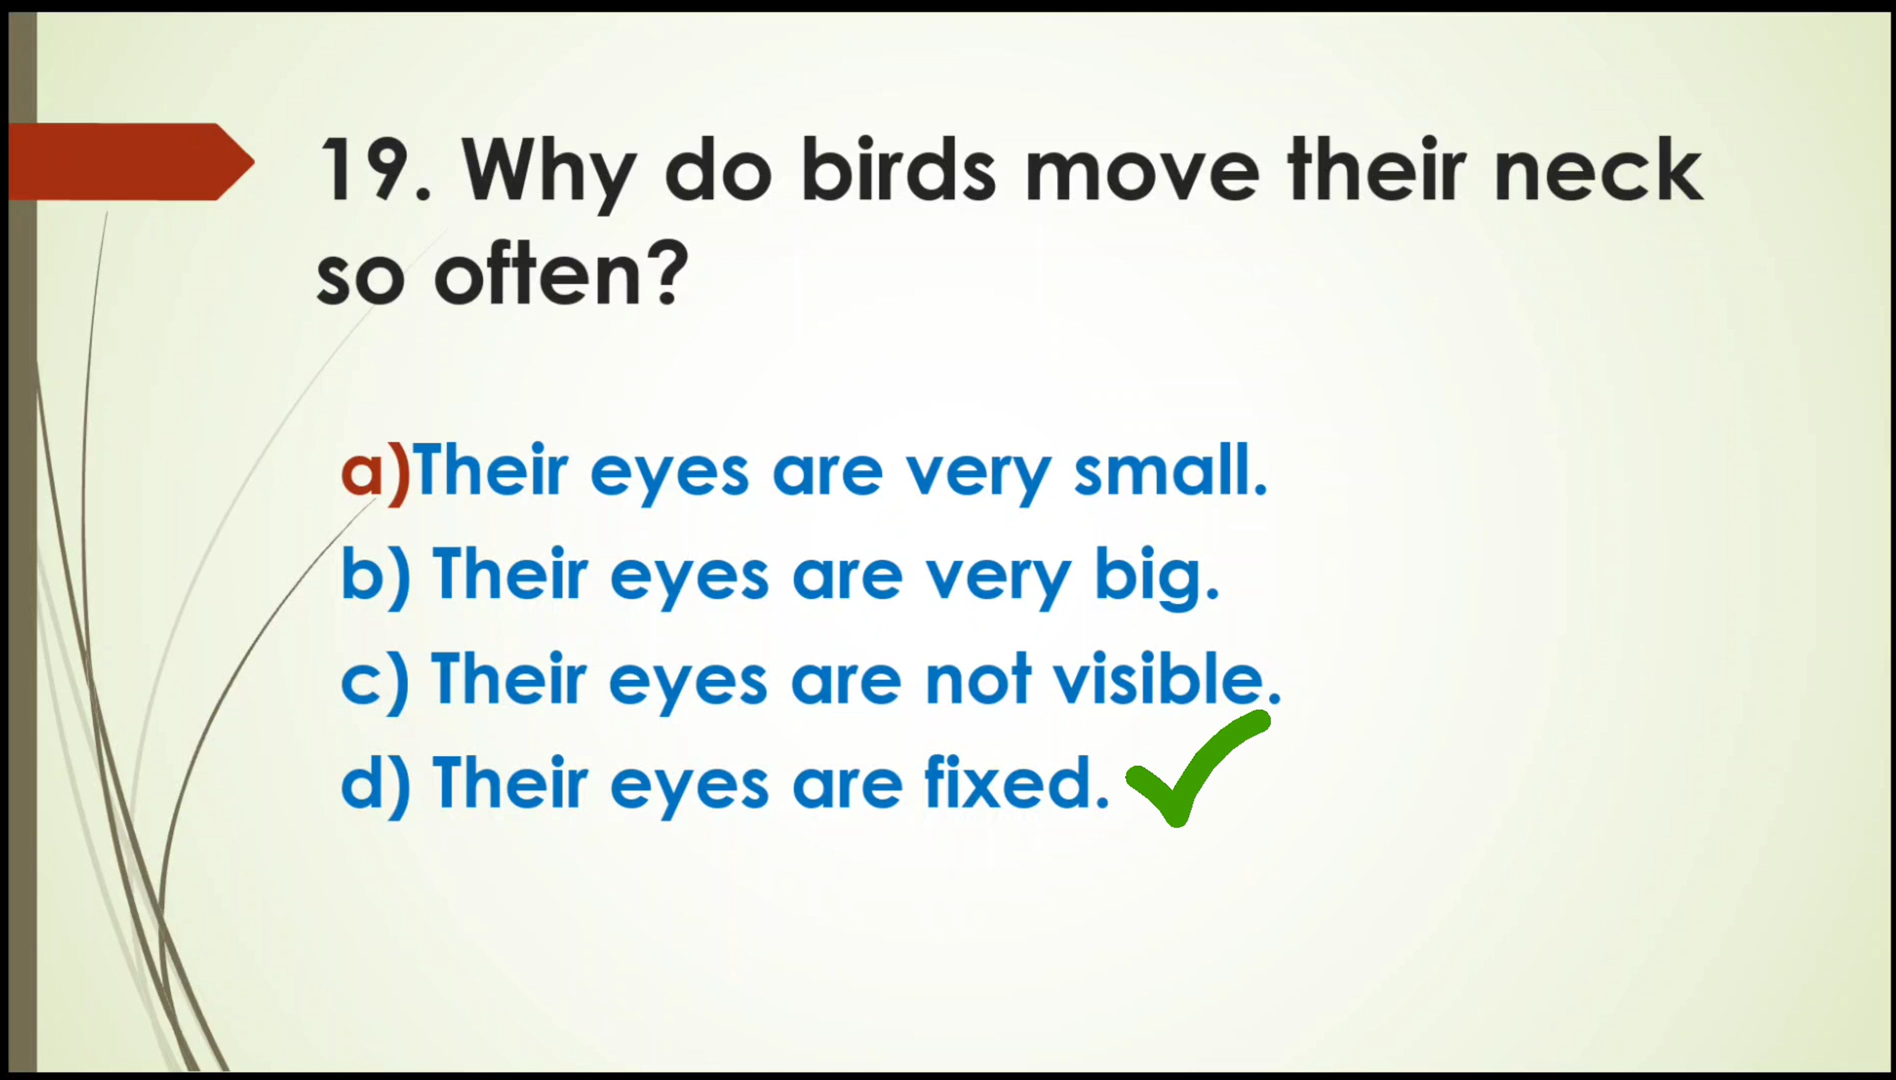 19. Why do birds move their neck
so often?
a)Their eyes are very small.
b) Their eyes are very big.
c) Their eyes are not visible.
d) Their eyes are fixed.